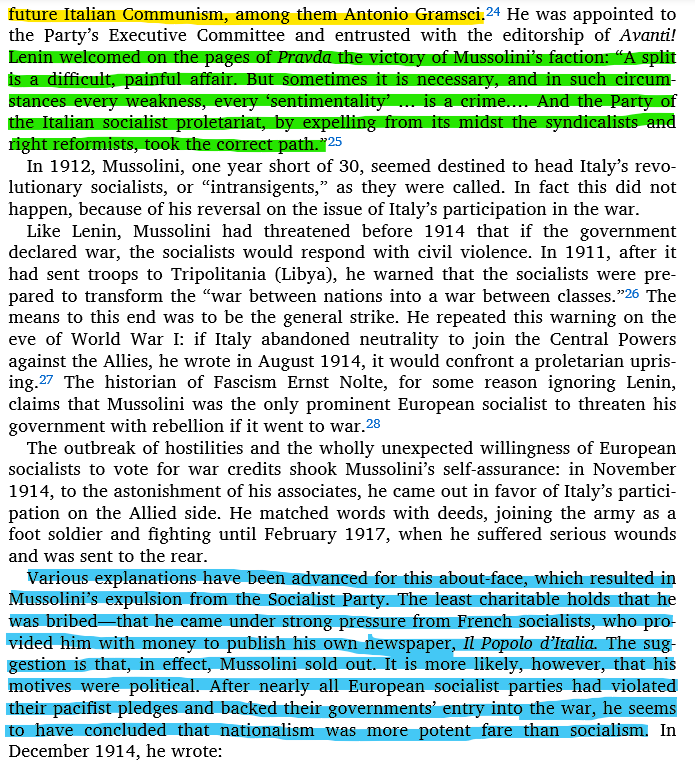 future Italian Communism, among them Antonio Gramsci.24 He was appointed to
the Party’s Executive Committee and entrusted with the editorship of Avanti!
Lenin welcomed on the pages of Pravda the victory of Mussolini’s faction: “A split
is a difficult, painful affair. But sometimes it is necessary, and in such circum-
stances every weakness, every ‘sentimentality’ … is a crime.… And the Party of
the Italian socialist proletariat, by expelling from its midst the syndicalists and
right reformists, took the correct path.”25
In 1912, Mussolini, one year short of 30, seemed destined to head Italy’s revo-
lutionary socialists, or “intransigents,” as they were called. In fact this did not
happen, because of his reversal on the issue of Italy’s participation in the war.
Like Lenin, Mussolini had threatened before 1914 that if the government
declared war, the socialists would respond with civil violence. In 1911, after it
had sent troops to Tripolitania (Libya), he warned that the socialists were pre-
pared to transform the “war between nations into a war between classes.”26 The
means to this end was to be the general strike. He repeated this warning on the
eve of World War I: if Italy abandoned neutrality to join the Central Powers
against the Allies, he wrote in August 1914, it would confront a proletarian upris-
ing.27 The historian of Fascism Ernst Nolte, for some reason ignoring Lenin,
claims that Mussolini was the only prominent European socialist to threaten his
government with rebellion if it went to war.28
The outbreak of hostilities and the wholly unexpected willingness of European
socialists to vote for war credits shook Mussolini’s self-assurance: in November
1914, to the astonishment of his associates, he came out in favor of Italy’s partici-
pation on the Allied side. He matched words with deeds, joining the army as a
foot soldier and fighting until February 1917, when he suffered serious wounds
and was sent to the rear.
Various explanations have been advanced for this about-face, which resulted in
Mussolini’s expulsion from the Socialist Party. The least charitable holds that he
was bribed—that he came under strong pressure from French socialists, who pro-
vided him with money to publish his own newspaper, Il Popolo d’Italia. The sug-
gestion is that, in effect, Mussolini sold out. It is more likely, however, that his
motives were political. After nearly all European socialist parties had violated
their pacifist pledges and backed their governments’ entry into the war, he seems
to have concluded that nationalism was more potent fare than socialism. In
December 1914, he wrote: